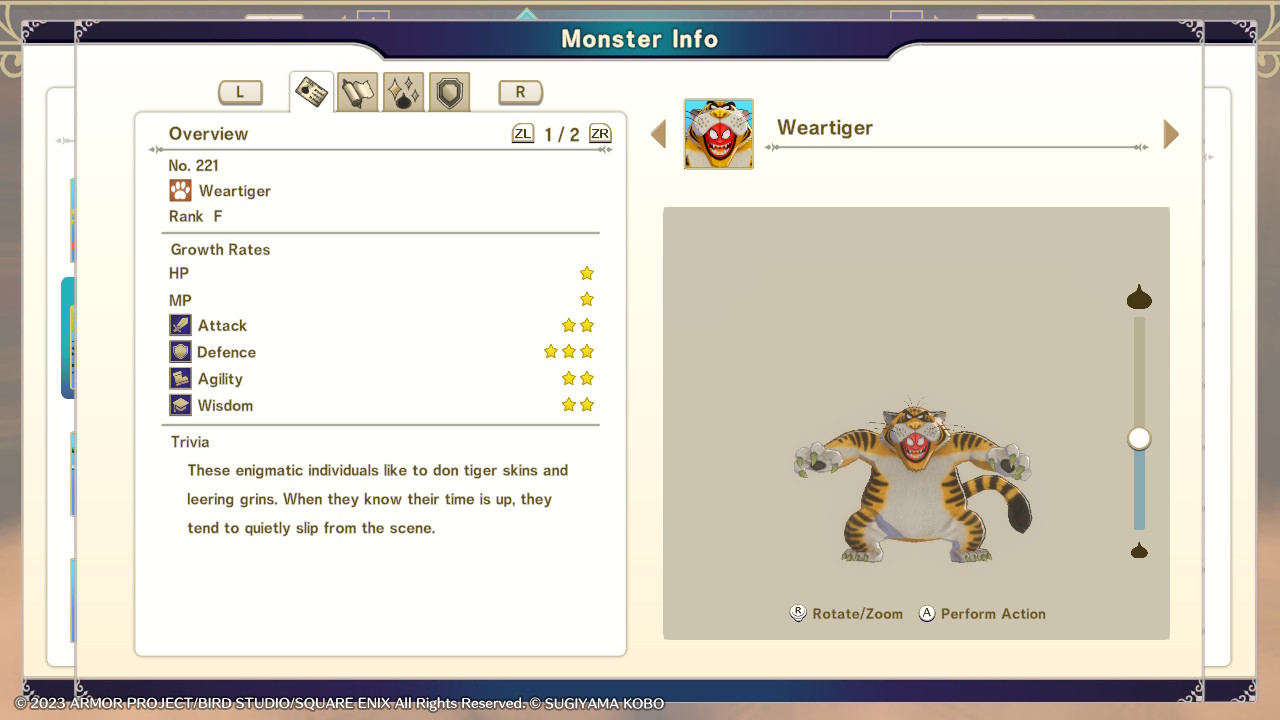 Monster Info
L
R
Overview
ZL 1 / 2 ZR
No. 221
Weartiger
Rank F
Growth Rates
HP
MP
Attack
Defence
Agility
Wisdom
Trivia
These enigmatic individuals like to don tiger skins and
leering grins. When they know their time is up, they
tend to quietly slip from the scene.
Weartiger
R Rotate/Zoom A Perform Action
© 2023 ARMOR PROJECT/BIRD STUDIO/SQUARE ENIX All Rights Reserved. © SUGIYAMA KOBO